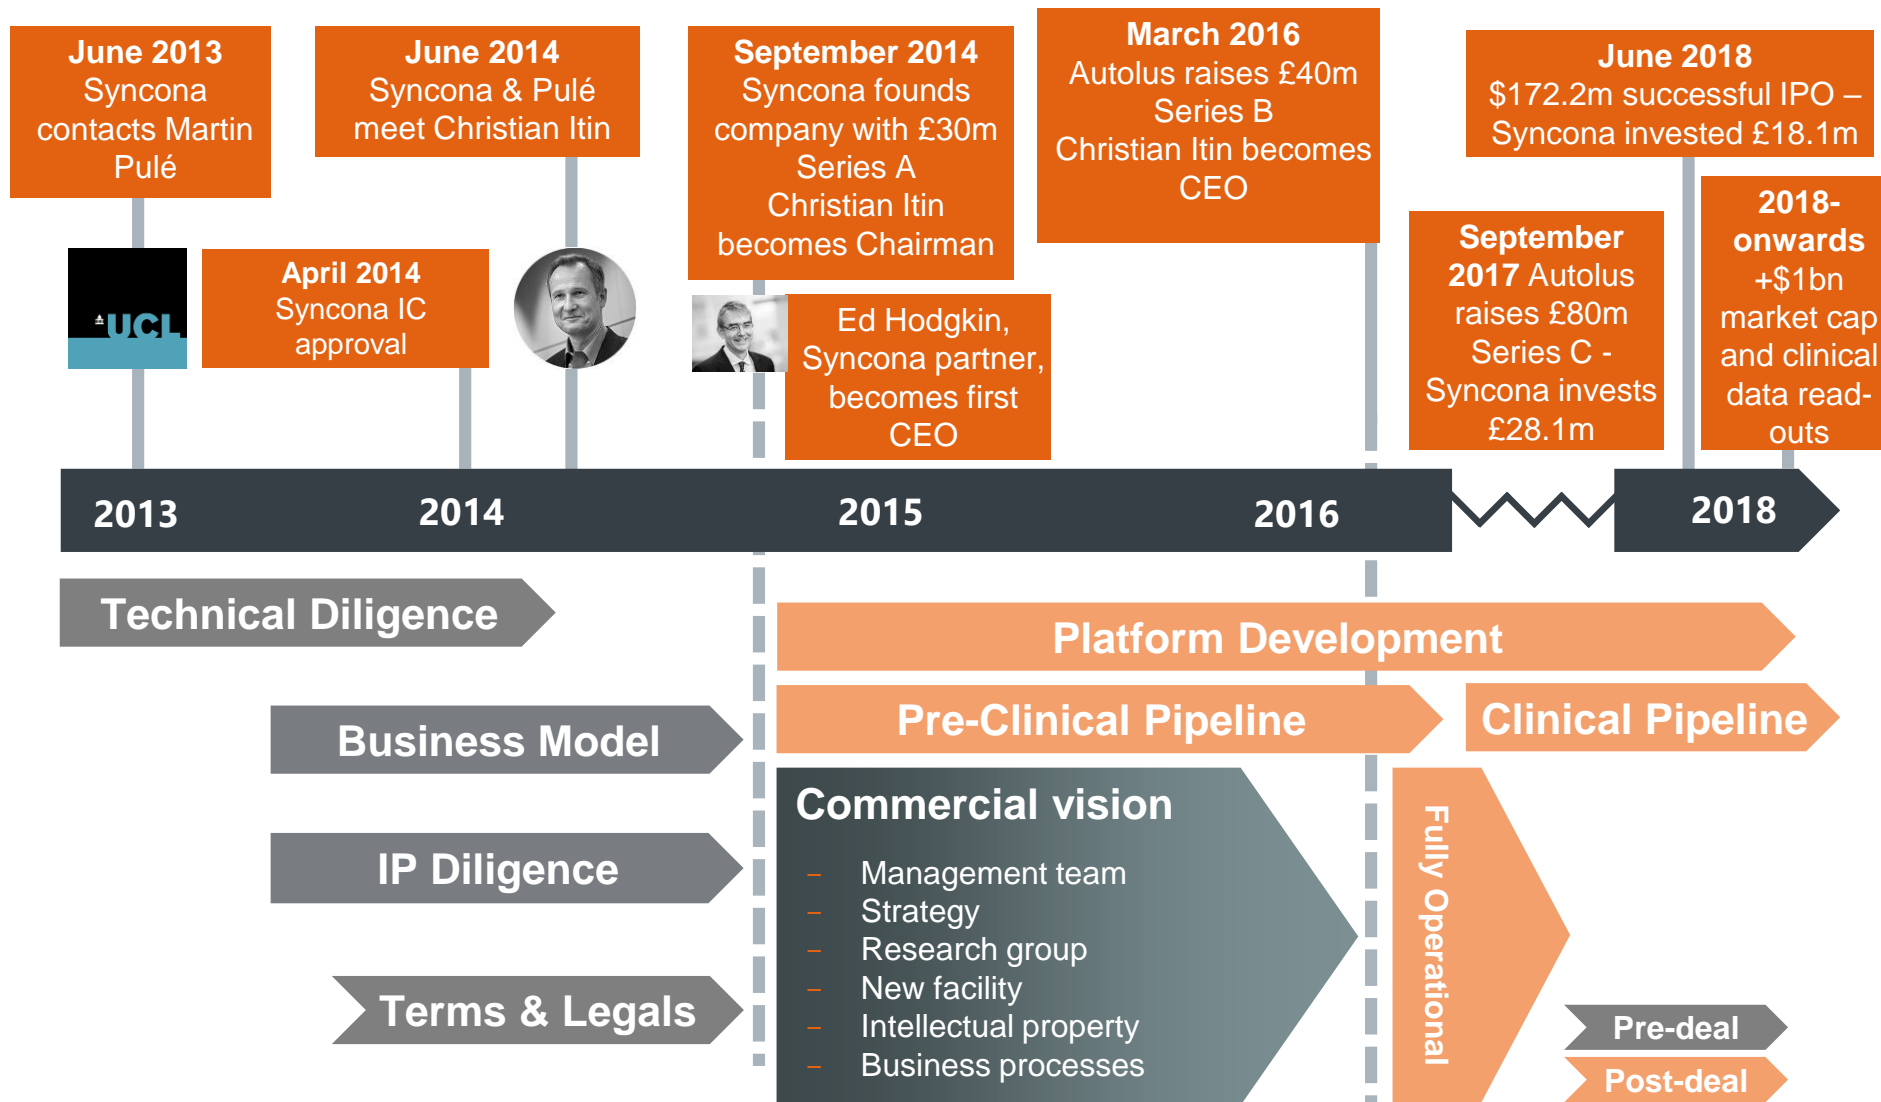 June 2013
Syncona
contacts Martin
Pulé
June 2014
Syncona & Pulé
meet Christian Itin
September 2014
Syncona founds
company with £30m
Series A
Christian Itin
becomes Chairman
March 2016
Autolus raises £40m
Series B
Christian Itin becomes
CEO
June 2018
$172.2m successful IPO –
Syncona invested £18.1m
UCL
April 2014
Syncona IC
approval
Ed Hodgkin,
Syncona partner,
becomes first
CEO
September
2017 Autolus
raises £80m
Series C -
Syncona invests
£28.1m
2018-
onwards
+$1bn
market cap
and clinical
data read-
outs
2013
2014
2015
2016
2018
Technical Diligence
Platform Development
Business Model
Pre-Clinical Pipeline
Clinical Pipeline
IP Diligence
Terms & Legals
Commercial vision
– Management team
– Strategy
– Research group
– New facility
– Intellectual property
– Business processes
Fully Operational
Pre-deal
Post-deal